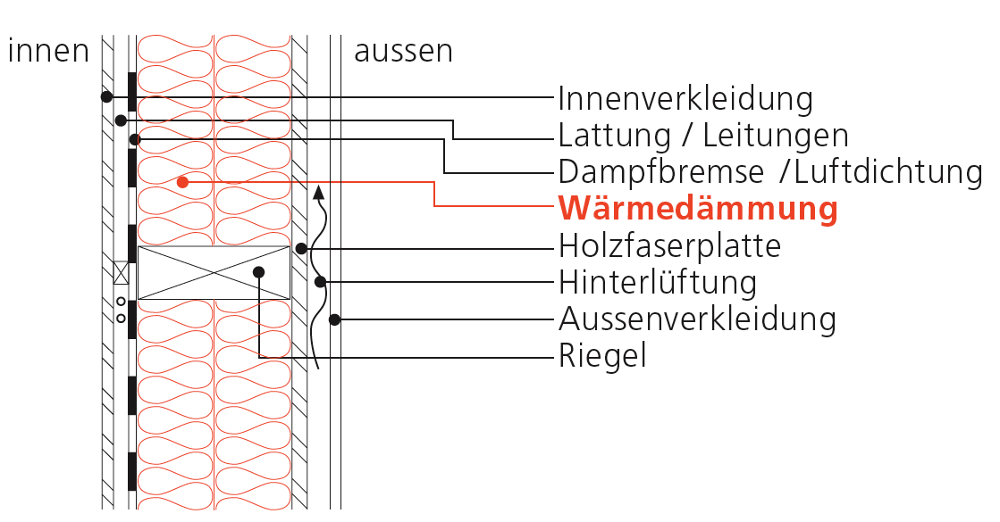 innen
aussen
Innenverkleidung
Lattung / Leitungen
Dampfbremse / Luftdichtung
Wärmedämmung
Holzfaserplatte
Hinterlüftung
Aussenverkleidung
Riegel